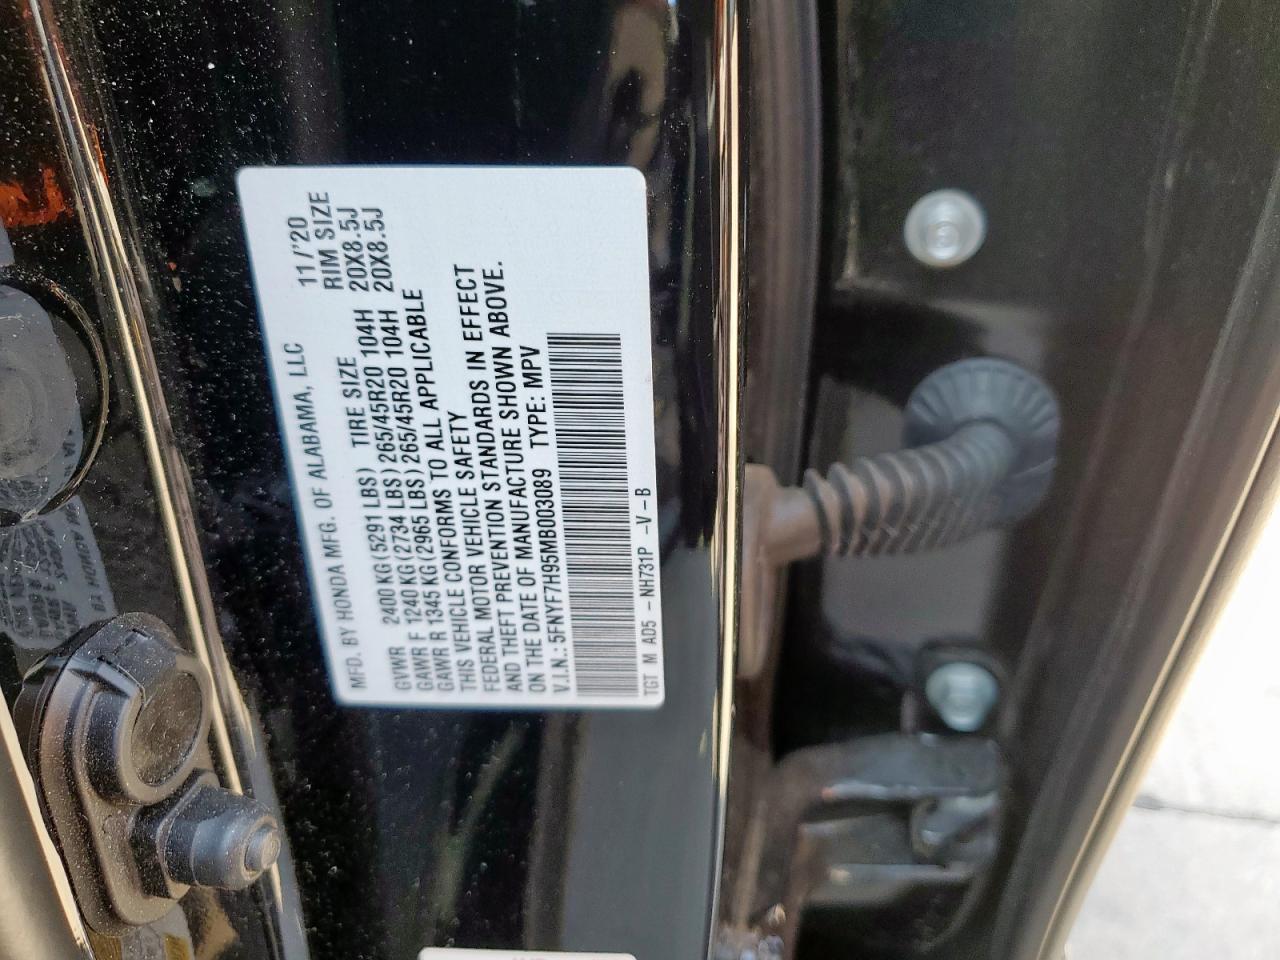 MFD. BY HONDA MFG. OF ALABAMA, LLC 11/'20
GVWR 2400 KG (5291 LBS) TIRE SIZE RIM SIZE
GAWR F 1240 KG (2734 LBS) 265/45R20 104H 20X8.5J
GAWR R 1345 KG (2965 LBS) 265/45R20 104H 20X8.5J
THIS VEHICLE CONFORMS TO ALL APPLICABLE
FEDERAL MOTOR VEHICLE SAFETY
AND THEFT PREVENTION STANDARDS IN EFFECT
ON THE DATE OF MANUFACTURE SHOWN ABOVE.
V.I.N.: 5FNYF7H95MB003089 TYPE: MPV
TGT M AD5 - NH731P - V - B